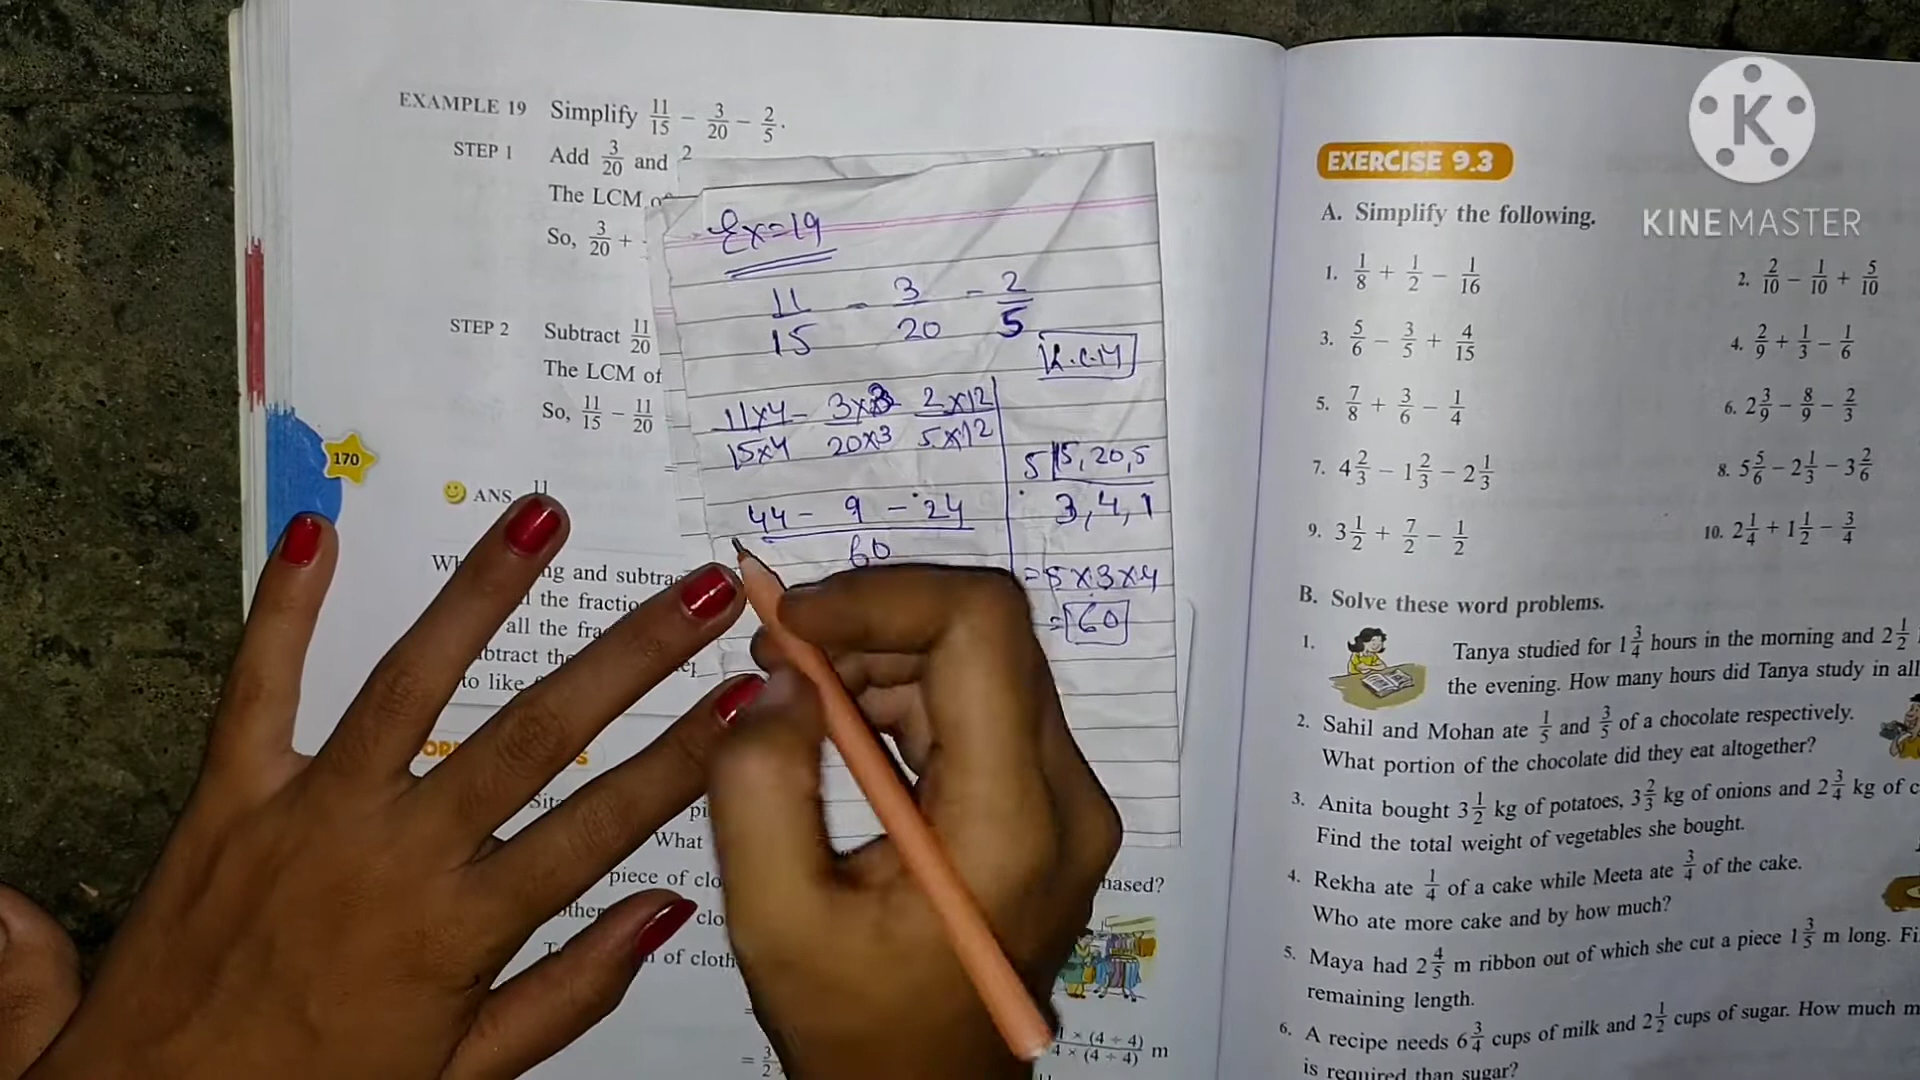 EXAMPLE 19 Simplify 11/15 - 3/20 - 2/5.
STEP 1 Add 3/20 and 2
The LCM of
So, 3/20 +
STEP 2 Subtract 11/20
The LCM of
So, 11/15 - 11/20
=
170
ANS 11
ng and subtra
the fractio
all the fra
btract the
to like
What
piece of clo
hased?
of cloth
1 × (4 ÷ 4)
4 × (4 ÷ 4) m
= 3/2
Ex=19
11/15 - 3/20 - 2/5
L.C.M
11×4/15×4 - 3×3/20×3 2×12/5×12
5 15, 20, 5
3, 4, 1
44 - 9 - 24
60
= 5×3×4
= 60
K
KINEMASTER
EXERCISE 9.3
A. Simplify the following.
1. 1/8 + 1/2 - 1/16
2. 2/10 - 1/10 + 5/10
3. 5/6 - 3/5 + 4/15
4. 2/9 + 1/3 - 1/6
5. 7/8 + 3/6 - 1/4
6. 2 3/9 - 8/9 - 2/3
7. 4 2/3 - 1 2/3 - 2 1/3
8. 5 5/6 - 2 1/3 - 3 2/6
9. 3 1/2 + 7/2 - 1/2
10. 2 1/4 + 1 1/2 - 3/4
B. Solve these word problems.
1. Tanya studied for 1 3/4 hours in the morning and 2 1/2
the evening. How many hours did Tanya study in all
2. Sahil and Mohan ate 1/5 and 3/5 of a chocolate respectively.
What portion of the chocolate did they eat altogether?
3. Anita bought 3 1/2 kg of potatoes, 3 2/3 kg of onions and 2 3/4 kg of c
Find the total weight of vegetables she bought.
4. Rekha ate 1/4 of a cake while Meeta ate 3/4 of the cake.
Who ate more cake and by how much?
5. Maya had 2 4/5 m ribbon out of which she cut a piece 1 3/5 m long. Fi
remaining length.
6. A recipe needs 6 3/4 cups of milk and 2 1/2 cups of sugar. How much m
is required than sugar?